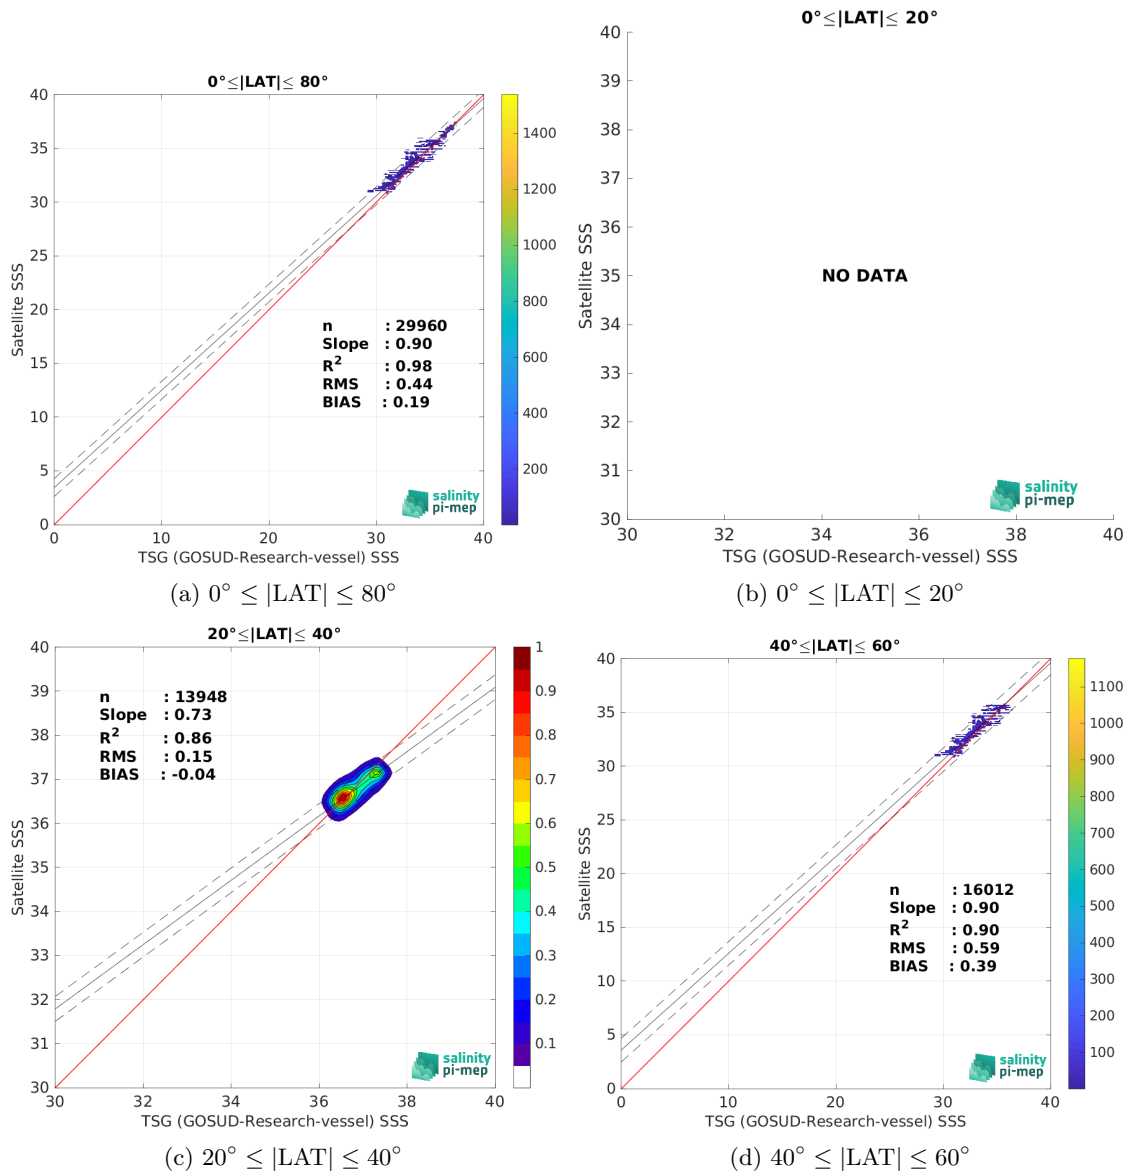 0°≤|LAT|≤ 80°
40
35
30
25
20
15
10
5
0
0
10
20
30
40
Satellite SSS
TSG (GOSUD-Research-vessel) SSS
n : 29960
Slope : 0.90
R² : 0.98
RMS : 0.44
BIAS : 0.19
salinity
pi-mep
1400
1200
1000
800
600
400
200
(a) 0° ≤ |LAT| ≤ 80°
0°≤|LAT|≤ 20°
40
39
38
37
36
35
34
33
32
31
30
30
32
34
36
38
40
Satellite SSS
TSG (GOSUD-Research-vessel) SSS
NO DATA
salinity
pi-mep
(b) 0° ≤ |LAT| ≤ 20°
20°≤|LAT|≤ 40°
40
39
38
37
36
35
34
33
32
31
30
30
32
34
36
38
40
Satellite SSS
TSG (GOSUD-Research-vessel) SSS
n : 13948
Slope : 0.73
R² : 0.86
RMS : 0.15
BIAS : -0.04
salinity
pi-mep
1
0.9
0.8
0.7
0.6
0.5
0.4
0.3
0.2
0.1
(c) 20° ≤ |LAT| ≤ 40°
40°≤|LAT|≤ 60°
40
35
30
25
20
15
10
5
0
0
10
20
30
40
Satellite SSS
TSG (GOSUD-Research-vessel) SSS
n : 16012
Slope : 0.90
R² : 0.90
RMS : 0.59
BIAS : 0.39
salinity
pi-mep
1100
1000
900
800
700
600
500
400
300
200
100
(d) 40° ≤ |LAT| ≤ 60°